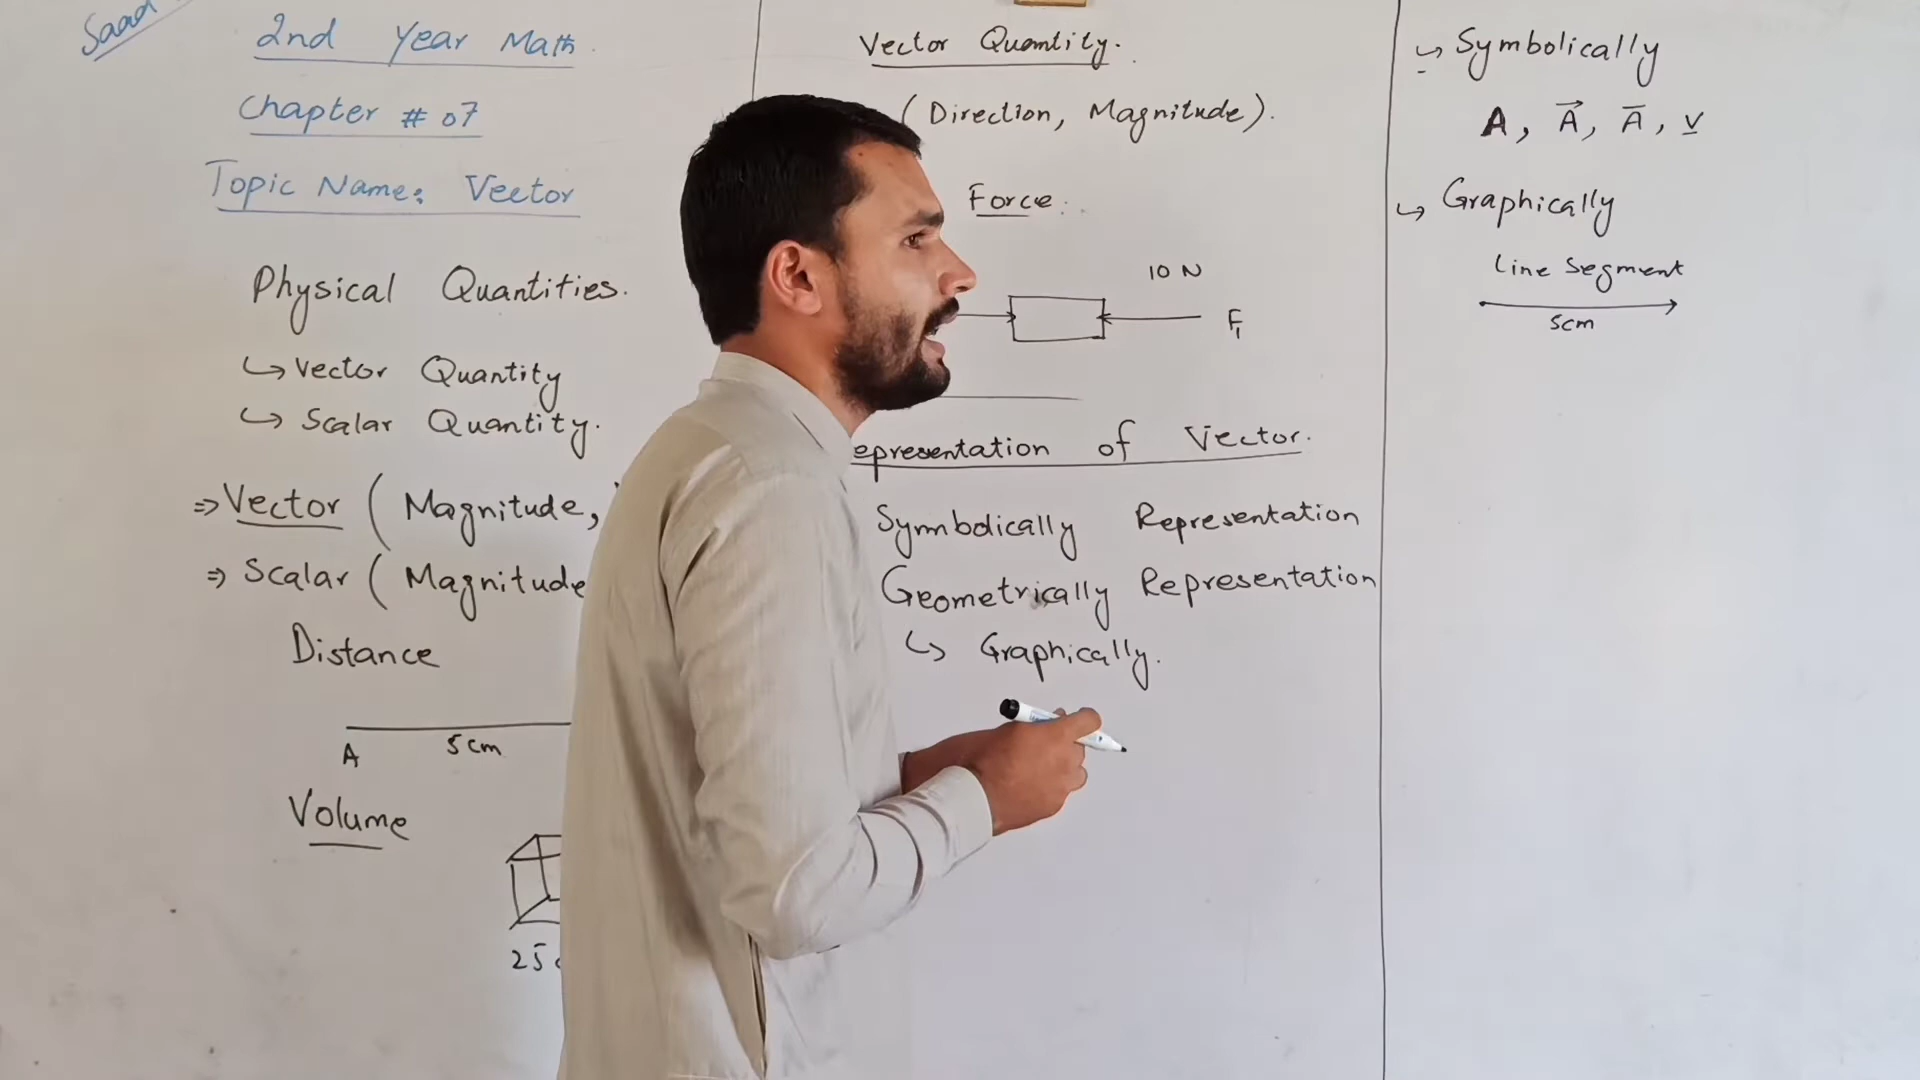 Saad
2nd Year Math.
Chapter # 07
Topic Name: Vector
Physical Quantities.
↳ Vector Quantity
↳ Scalar Quantity.
⇒ Vector ( Magnitude,
⇒ Scalar ( Magnitude
Distance
A 5cm
Volume
25
Vector Quantity.
(Direction, Magnitude).
Force.
10 N
F1
epresentation of Vector.
Symbolically Representation
Geometrically Representation
↳ Graphically.
↳ Symbolically
A, A⃗, A̅, v̲
↳ Graphically
Line Segment
5cm